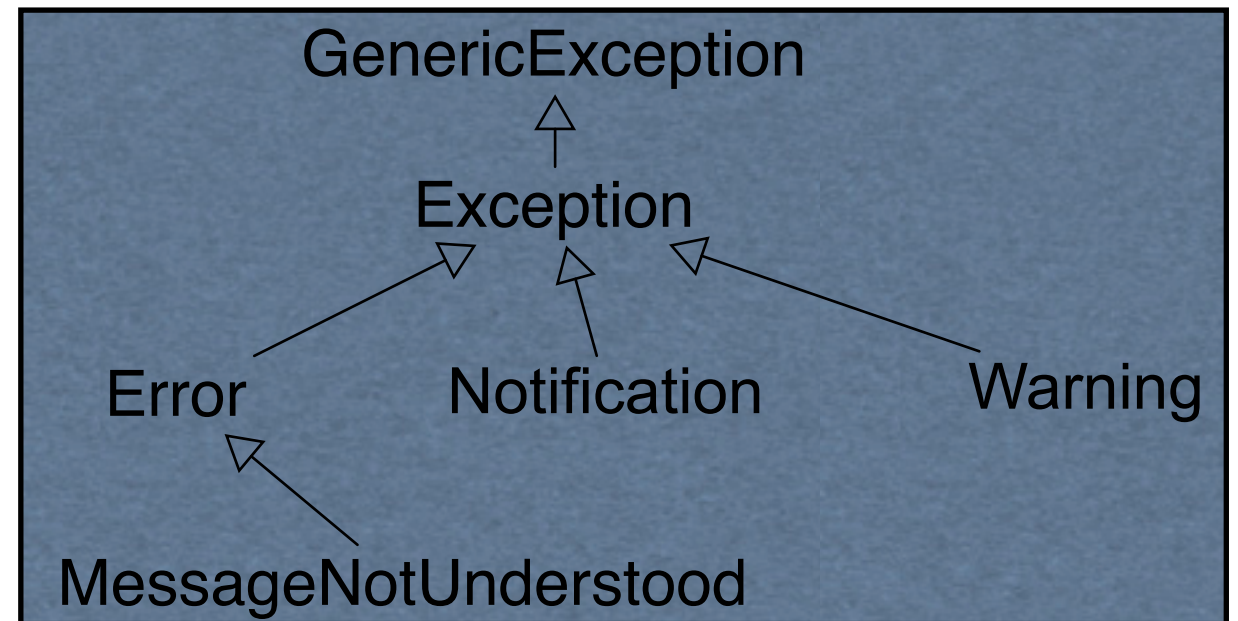 GenericException
Exception
Error Notification Warning
MessageNotUnderstood